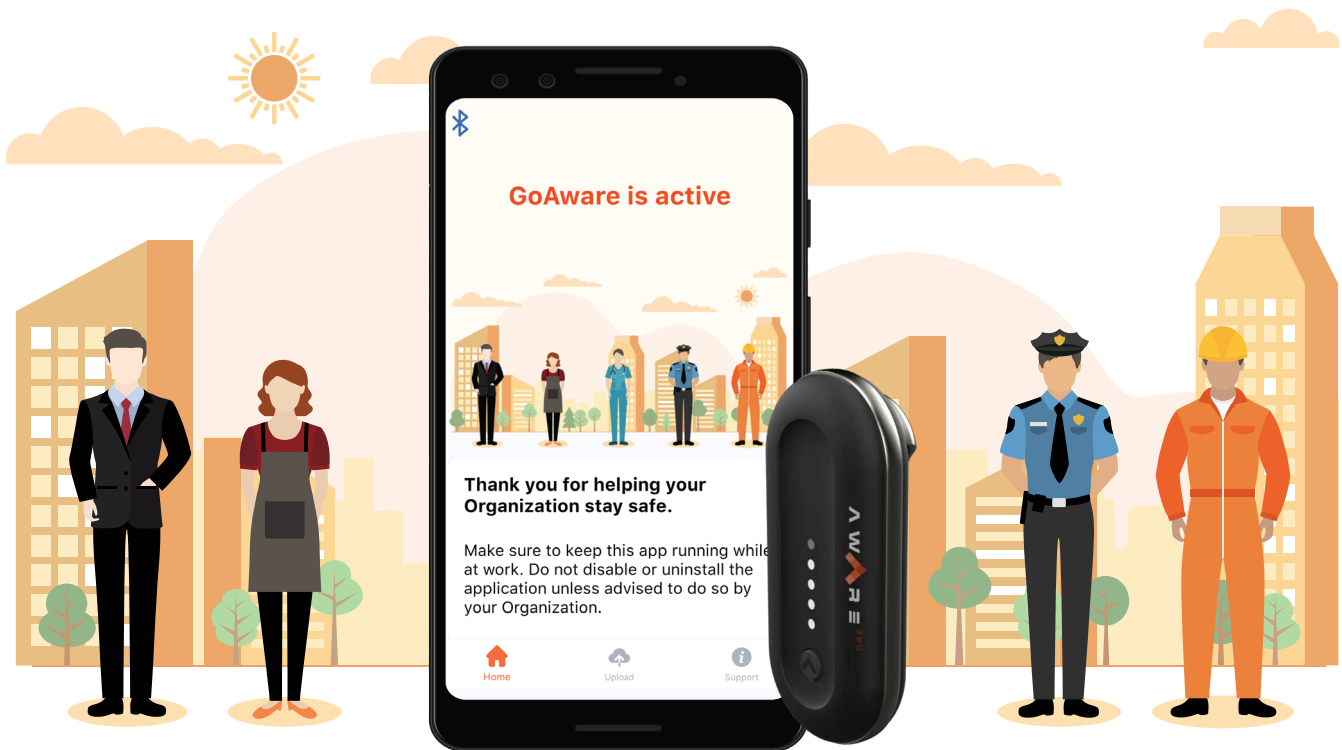 GoAware is active
Thank you for helping your
Organization stay safe.
Make sure to keep this app running while
at work. Do not disable or uninstall the
application unless advised to do so by
your Organization.
Home
Upload
Support
AWARE360